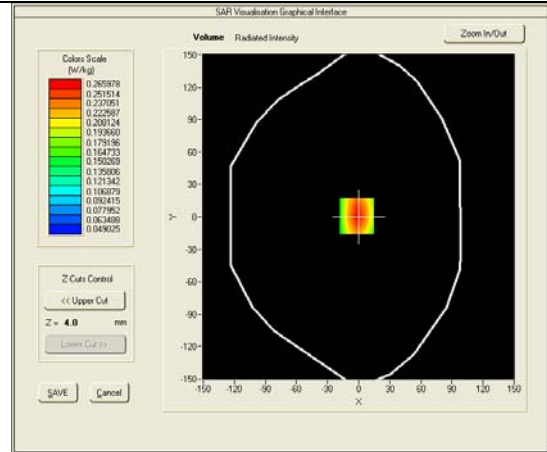 SAR Visualisation Graphical Interface
Volume Radiated Intensity
Zoom In/Out
Colors Scale
(W/kg)
0.265978
0.251514
0.237051
0.222587
0.208124
0.193660
0.179196
0.164733
0.150269
0.135806
0.121342
0.106879
0.092415
0.077952
0.063488
0.049025
150
120
90
60
30
0
-30
-60
-90
-120
-150
Y
-150 -120 -90 -60 -30 0 30 60 90 120 150
X
Z-Cuts Control
<< Upper Cut
Z = 4.0 mm
Lower Cut >>
SAVE Cancel